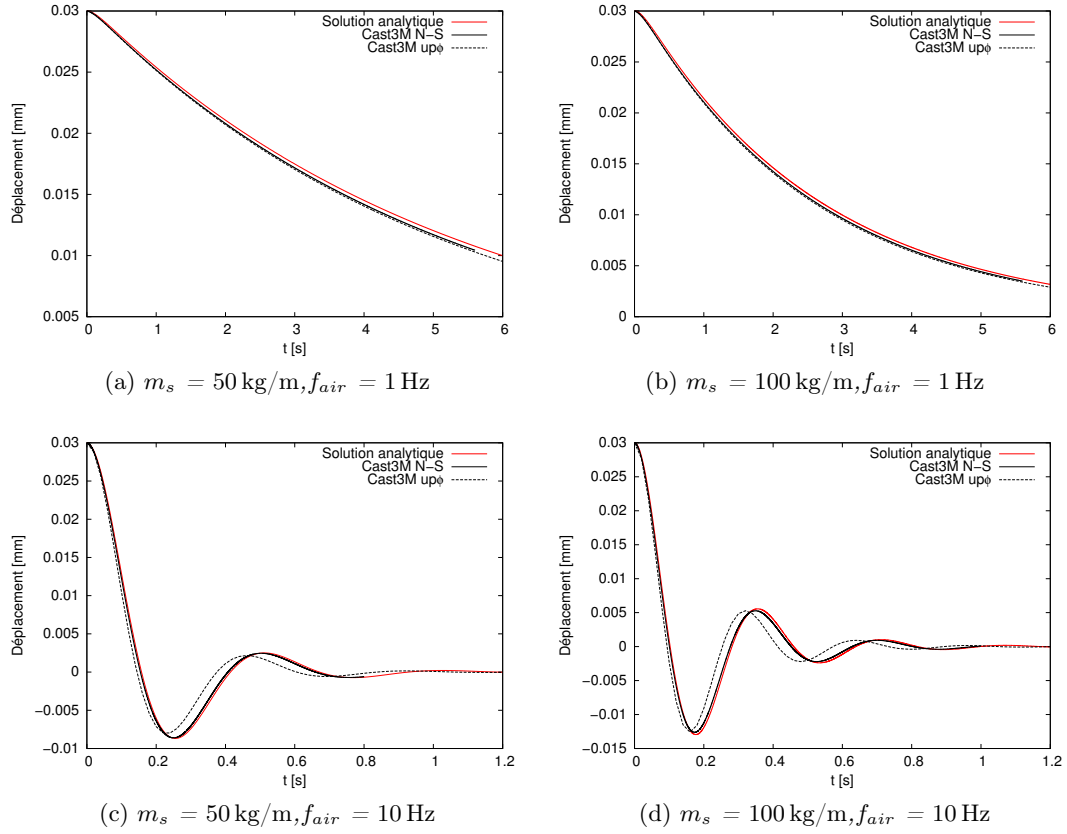 0.03
0.025
0.02
0.015
0.01
0.005
Déplacement [mm]
0 1 2 3 4 5 6
t [s]
Solution analytique
Cast3M N−S
Cast3M upϕ
(a) m_s = 50 kg/m, f_air = 1 Hz
0.03
0.025
0.02
0.015
0.01
0.005
0
Déplacement [mm]
0 1 2 3 4 5 6
t [s]
Solution analytique
Cast3M N−S
Cast3M upϕ
(b) m_s = 100 kg/m, f_air = 1 Hz
0.03
0.025
0.02
0.015
0.01
0.005
0
−0.005
−0.01
Déplacement [mm]
0 0.2 0.4 0.6 0.8 1 1.2
t [s]
Solution analytique
Cast3M N−S
Cast3M upϕ
(c) m_s = 50 kg/m, f_air = 10 Hz
0.03
0.025
0.02
0.015
0.01
0.005
0
−0.005
−0.01
−0.015
Déplacement [mm]
0 0.2 0.4 0.6 0.8 1 1.2
t [s]
Solution analytique
Cast3M N−S
Cast3M upϕ
(d) m_s = 100 kg/m, f_air = 10 Hz